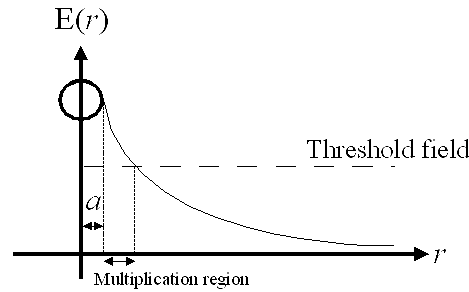 E(r)
Threshold field
a
r
Multiplication region